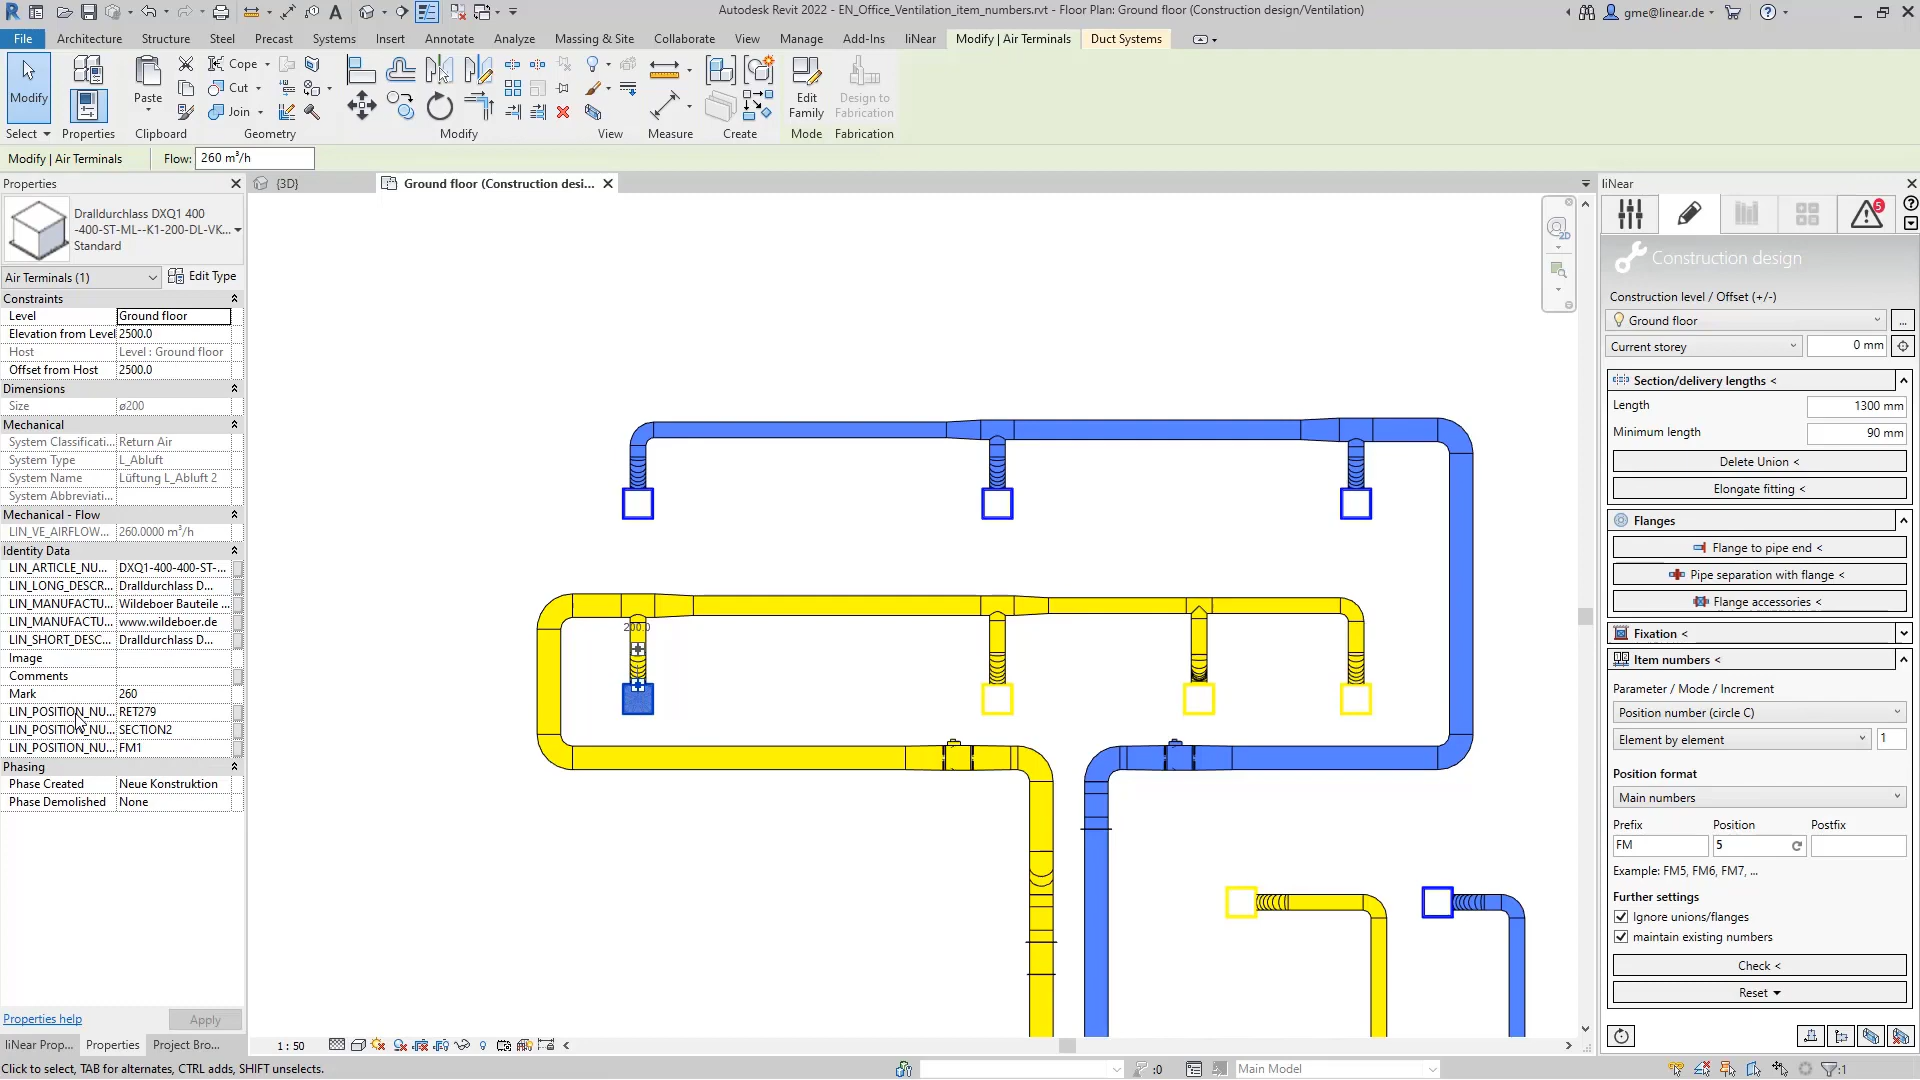 Autodesk Revit 2022 - EN_Office_Ventilation_item_numbers.rvt - Floor Plan: Ground floor (Construction design/Ventilation)
gme@linear.de
File Architecture Structure Steel Precast Systems Insert Annotate Analyze Massing & Site Collaborate View Manage Add-Ins liNear Modify | Air Terminals Duct Systems
Modify
Paste
Cope
Cut
Join
Edit
Family
Design to
Fabrication
Select Properties Clipboard Geometry Modify View Measure Create Mode Fabrication
Modify | Air Terminals Flow: 260 m³/h
Properties
{3D}
Ground floor (Construction desi...
liNear
Dralldurchlass DXQ1 400
-400-ST-ML--K1-200-DL-VK...
Standard
Air Terminals (1) Edit Type
Constraints
Level Ground floor
Elevation from Level 2500.0
Host Level : Ground floor
Offset from Host 2500.0
Dimensions
Size ø200
Mechanical
System Classificati... Return Air
System Type L_Abluft
System Name Lüftung L_Abluft 2
System Abbreviati...
Mechanical - Flow
LIN_VE_AIRFLOW... 260.0000 m³/h
Identity Data
LIN_ARTICLE_NU... DXQ1-400-400-ST-...
LIN_LONG_DESCR... Dralldurchlass D...
LIN_MANUFACTU... Wildeboer Bauteile ...
LIN_MANUFACTU... www.wildeboer.de
LIN_SHORT_DESC... Dralldurchlass D...
Image
Comments
Mark 260
LIN_POSITION_NU... RET279
LIN_POSITION_NU... SECTION2
LIN_POSITION_NU... FM1
Phasing
Phase Created Neue Konstruktion
Phase Demolished None
Properties help Apply
liNear Prop... Properties Project Bro...
200.0
2D
5
Construction design
Construction level / Offset (+/-)
Ground floor ...
Current storey 0 mm
Section/delivery lengths <
Length 1300 mm
Minimum length 90 mm
Delete Union <
Elongate fitting <
Flanges
Flange to pipe end <
Pipe separation with flange <
Flange accessories <
Fixation <
Item numbers <
Parameter / Mode / Increment
Position number (circle C)
Element by element 1
Position format
Main numbers
Prefix Position Postfix
FM 5
Example: FM5, FM6, FM7, ...
Further settings
Ignore unions/flanges
maintain existing numbers
Check <
Reset
1 : 50
Click to select, TAB for alternates, CTRL adds, SHIFT unselects.
:0
Main Model
:1